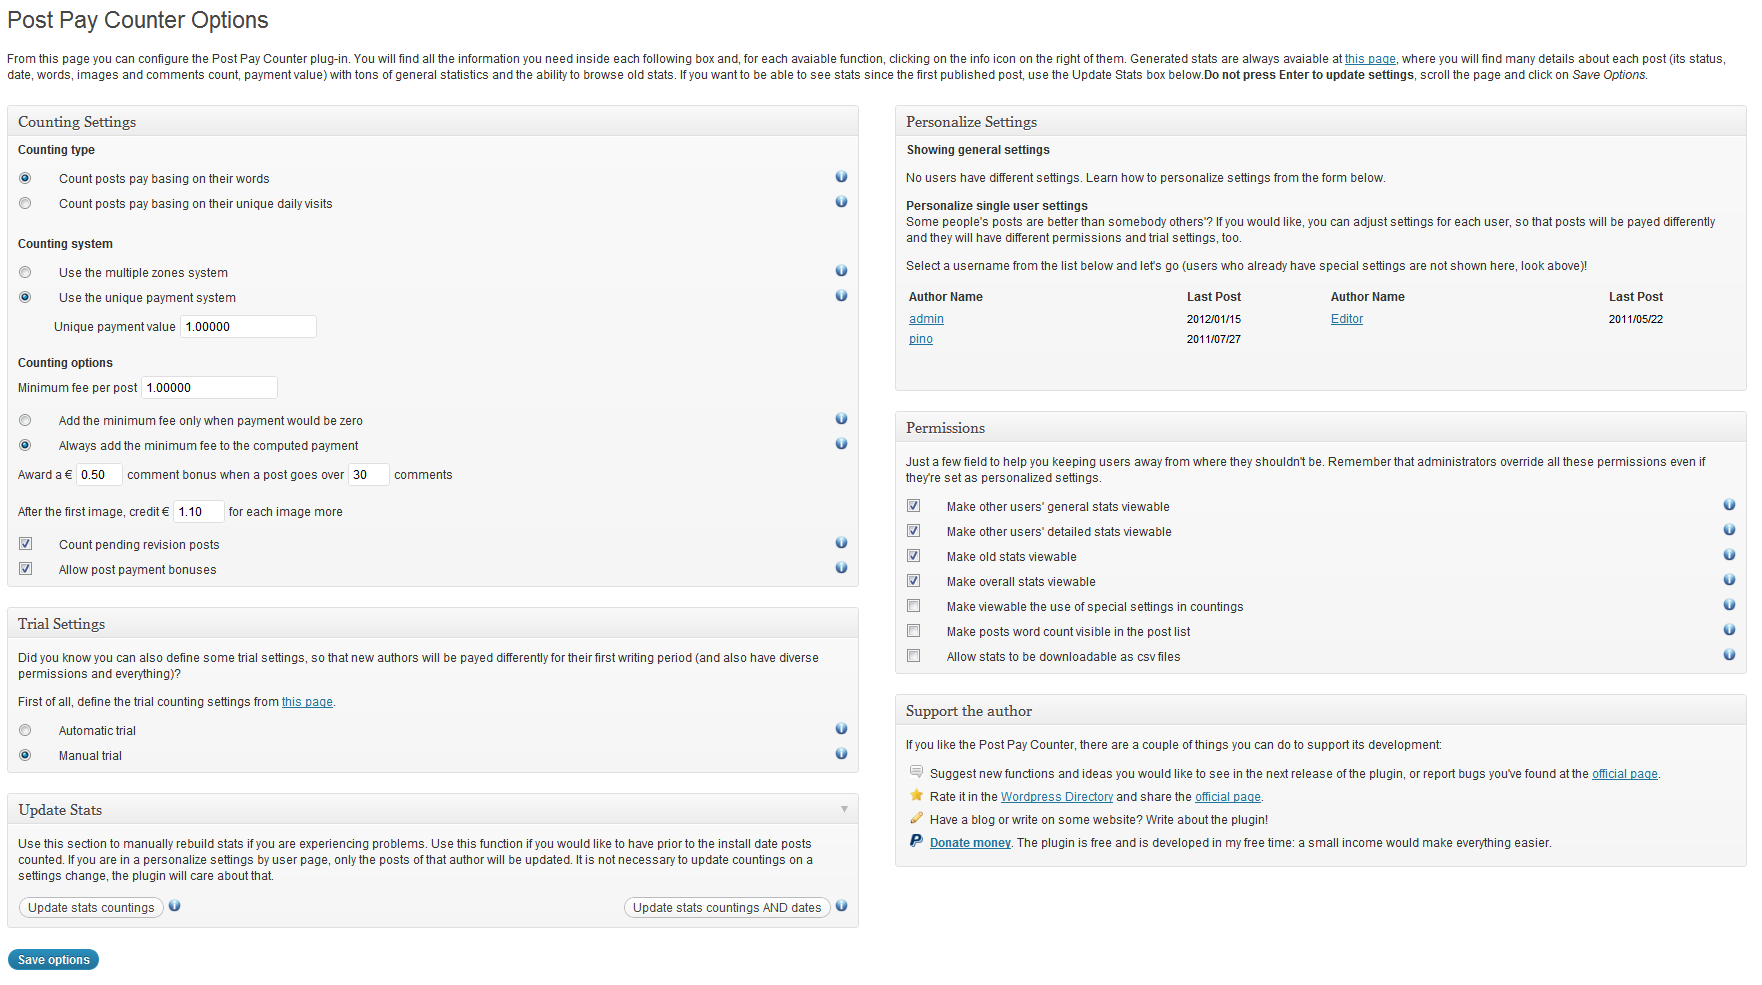 Post Pay Counter Options
From this page you can configure the Post Pay Counter plug-in. You will find all the information you need inside each following box and, for each avaiable function, clicking on the info icon on the right of them. Generated stats are always avaiable at this page, where you will find many details about each post (its status,
date, words, images and comments count, payment value) with tons of general statistics and the ability to browse old stats. If you want to be able to see stats since the first published post, use the Update Stats box below.Do not press Enter to update settings, scroll the page and click on Save Options.
Counting Settings
Counting type
Count posts pay basing on their words
Count posts pay basing on their unique daily visits
Counting system
Use the multiple zones system
Use the unique payment system
Unique payment value 1.00000
Counting options
Minimum fee per post 1.00000
Add the minimum fee only when payment would be zero
Always add the minimum fee to the computed payment
Award a € 0.50 comment bonus when a post goes over 30 comments
After the first image, credit € 1.10 for each image more
Count pending revision posts
Allow post payment bonuses
Trial Settings
Did you know you can also define some trial settings, so that new authors will be payed differently for their first writing period (and also have diverse
permissions and everything)?
First of all, define the trial counting settings from this page.
Automatic trial
Manual trial
Update Stats
Use this section to manually rebuild stats if you are experiencing problems. Use this function if you would like to have prior to the install date posts
counted. If you are in a personalize settings by user page, only the posts of that author will be updated. It is not necessary to update countings on a
settings change, the plugin will care about that.
Update stats countings Update stats countings AND dates
Save options
Personalize Settings
Showing general settings
No users have different settings. Learn how to personalize settings from the form below.
Personalize single user settings
Some people's posts are better than somebody others'? If you would like, you can adjust settings for each user, so that posts will be payed differently
and they will have different permissions and trial settings, too.
Select a username from the list below and let's go (users who already have special settings are not shown here, look above)!
Author Name Last Post Author Name Last Post
admin 2012/01/15 Editor 2011/05/22
pino 2011/07/27
Permissions
Just a few field to help you keeping users away from where they shouldn't be. Remember that administrators override all these permissions even if
they're set as personalized settings.
Make other users' general stats viewable
Make other users' detailed stats viewable
Make old stats viewable
Make overall stats viewable
Make viewable the use of special settings in countings
Make posts word count visible in the post list
Allow stats to be downloadable as csv files
Support the author
If you like the Post Pay Counter, there are a couple of things you can do to support its development:
Suggest new functions and ideas you would like to see in the next release of the plugin, or report bugs you've found at the official page.
Rate it in the Wordpress Directory and share the official page.
Have a blog or write on some website? Write about the plugin!
Donate money. The plugin is free and is developed in my free time: a small income would make everything easier.